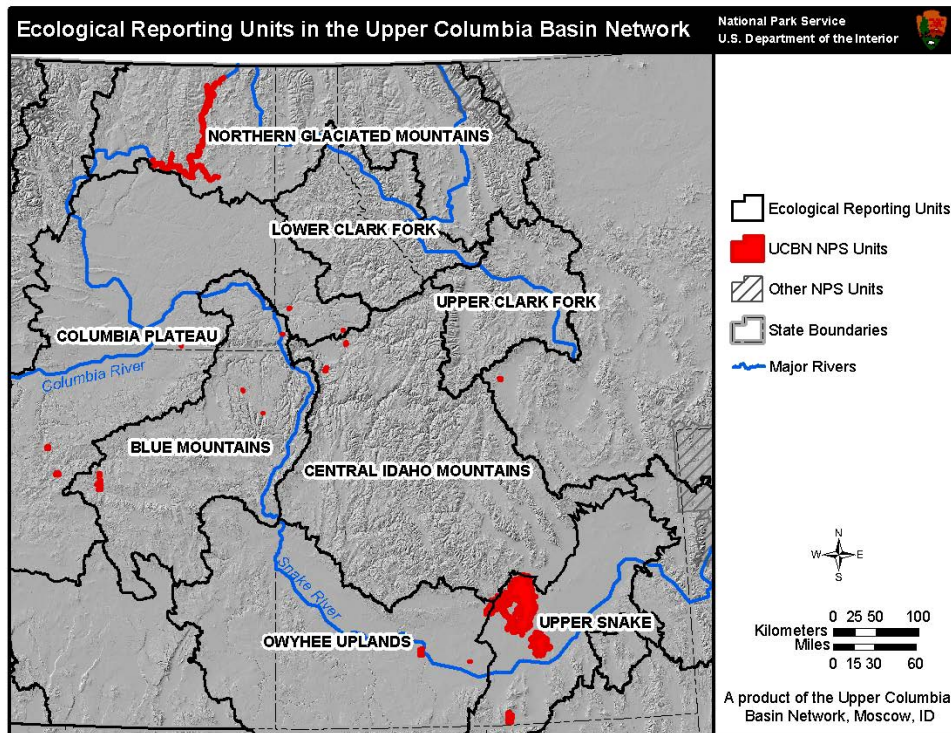 Ecological Reporting Units in the Upper Columbia Basin Network
National Park Service
U.S. Department of the Interior
NORTHERN GLACIATED MOUNTAINS
LOWER CLARK FORK
UPPER CLARK FORK
COLUMBIA PLATEAU
Columbia River
BLUE MOUNTAINS
CENTRAL IDAHO MOUNTAINS
Snake River
OWYHEE UPLANDS
UPPER SNAKE
Ecological Reporting Units
UCBN NPS Units
Other NPS Units
State Boundaries
Major Rivers
N
W E
S
0 25 50 100
Kilometers
Miles
0 15 30 60
A product of the Upper Columbia
Basin Network, Moscow, ID